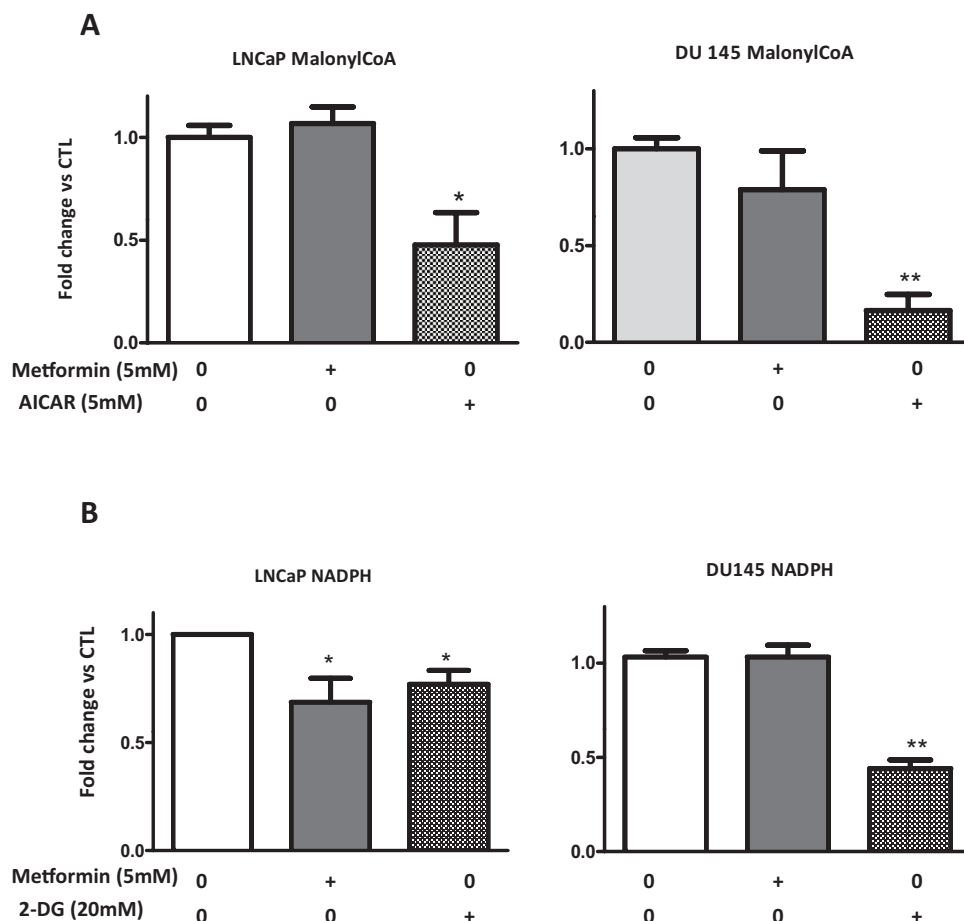 A
LNCaP MalonylCoA
DU 145 MalonylCoA
Fold change vs CTL
1.0
0.5
0.0
*
1.0
0.5
0.0
**
Metformin (5mM) 0 + 0 0 + 0
AICAR (5mM) 0 0 + 0 0 +
B
LNCaP NADPH
DU145 NADPH
Fold change vs CTL
1.0
0.5
0.0
* *
1.0
0.5
0.0
**
Metformin (5mM) 0 + 0 0 + 0
2-DG (20mM) 0 0 + 0 0 +